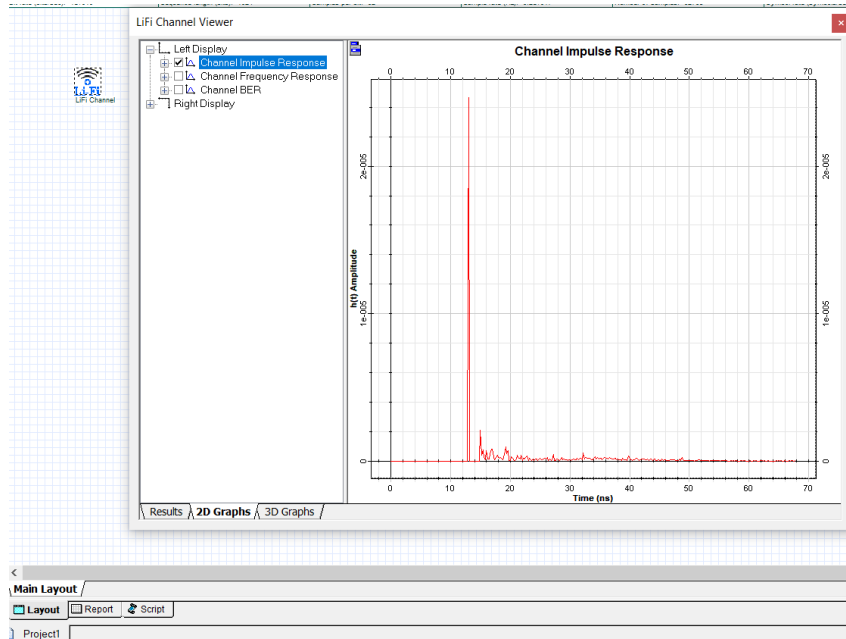 LiFi Channel Viewer
Left Display
Channel Impulse Response
Channel Frequency Response
Channel BER
Right Display
LiFi
LiFi Channel
Channel Impulse Response
0 10 20 30 40 50 60 70
2e-005 2e-005
h(t) Amplitude
1e-005 1e-005
0 0
0 10 20 30 40 50 60 70
Time (ns)
Results 2D Graphs 3D Graphs
Main Layout
Layout Report Script
Project1